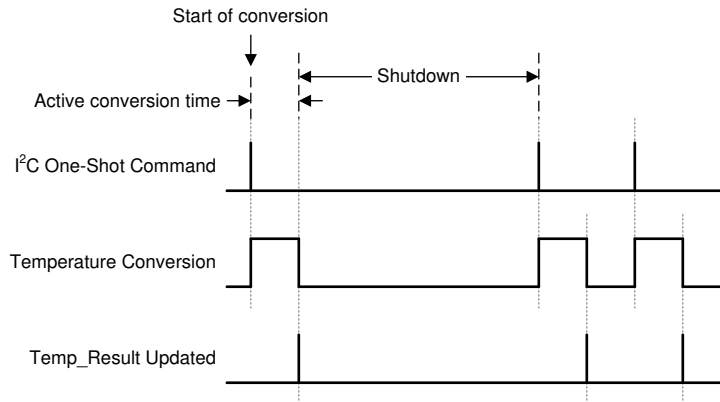 Start of conversion
Shutdown
Active conversion time
I²C One-Shot Command
Temperature Conversion
Temp_Result Updated